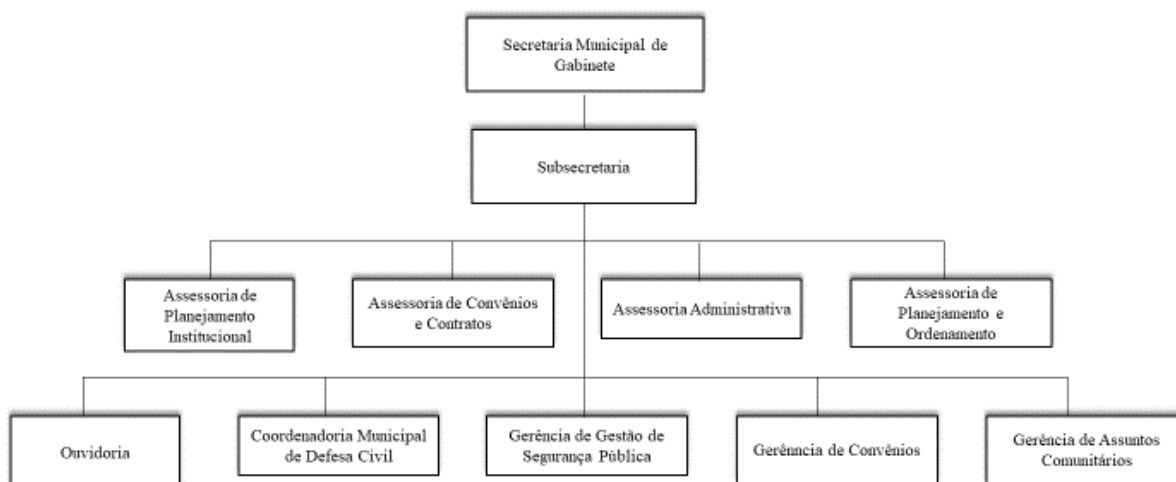 Secretaria Municipal de
Gabinete
Subsecretaria
Assessoria de
Planejamento
Institucional
Assessoria de Convênios
e Contratos
Assessoria Administrativa
Assessoria de
Planejamento e
Ordenamento
Ouvidoria
Coordenadoria Municipal
de Defesa Civil
Gerência de Gestão de
Segurança Pública
Gerênncia de Convênios
Gerência de Assuntos
Comunitários